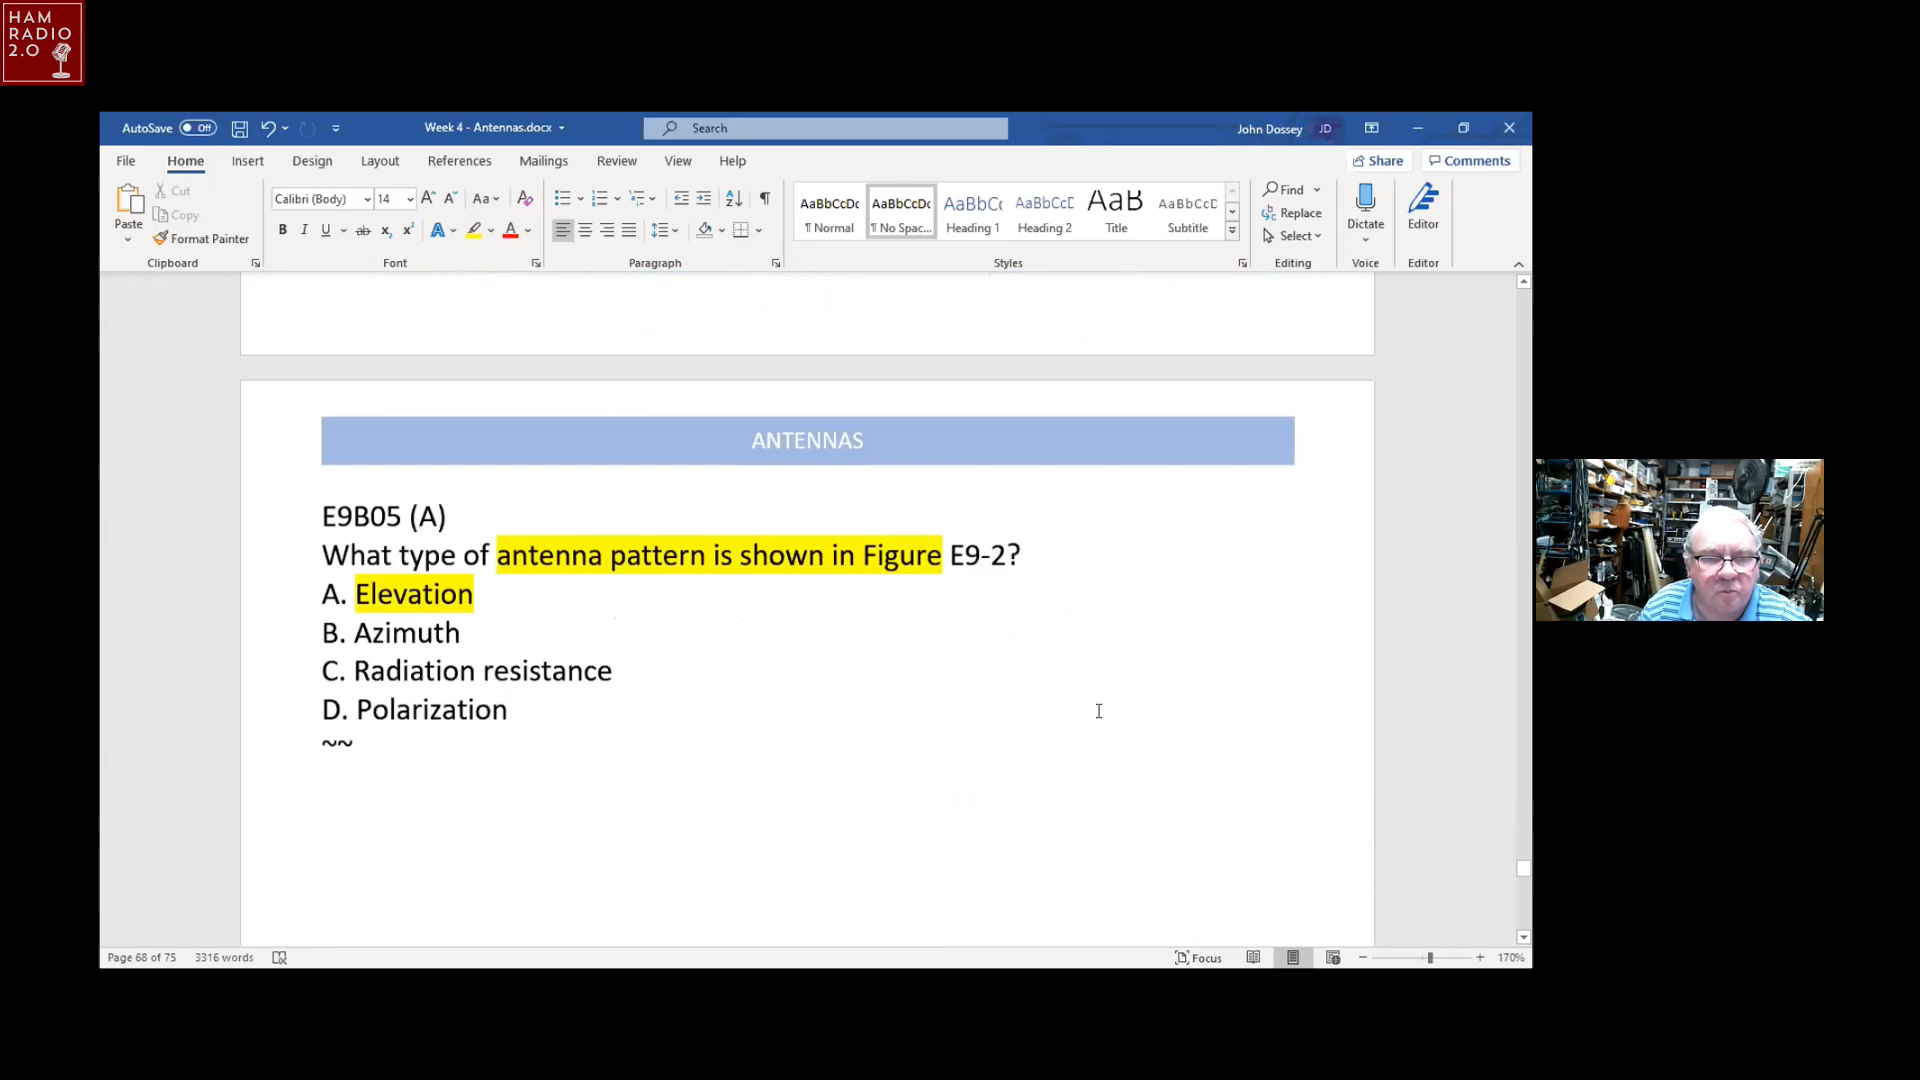 HAM
RADIO
2.0
AutoSave Off
Week 4 - Antennas.docx
Search
John Dossey JD
File Home Insert Design Layout References Mailings Review View Help
Share Comments
Paste
Cut
Copy
Format Painter
Clipboard
Calibri (Body) 14
Font
Paragraph
AaBbCcDc AaBbCcDc AaBbCc AaBbCcD AaB AaBbCcD
¶ Normal ¶ No Spac... Heading 1 Heading 2 Title Subtitle
Styles
Find
Replace
Select
Editing
Dictate
Voice
Editor
Editor
ANTENNAS
E9B05 (A)
What type of antenna pattern is shown in Figure E9-2?
A. Elevation
B. Azimuth
C. Radiation resistance
D. Polarization
~~
Page 68 of 75 3316 words
Focus
170%